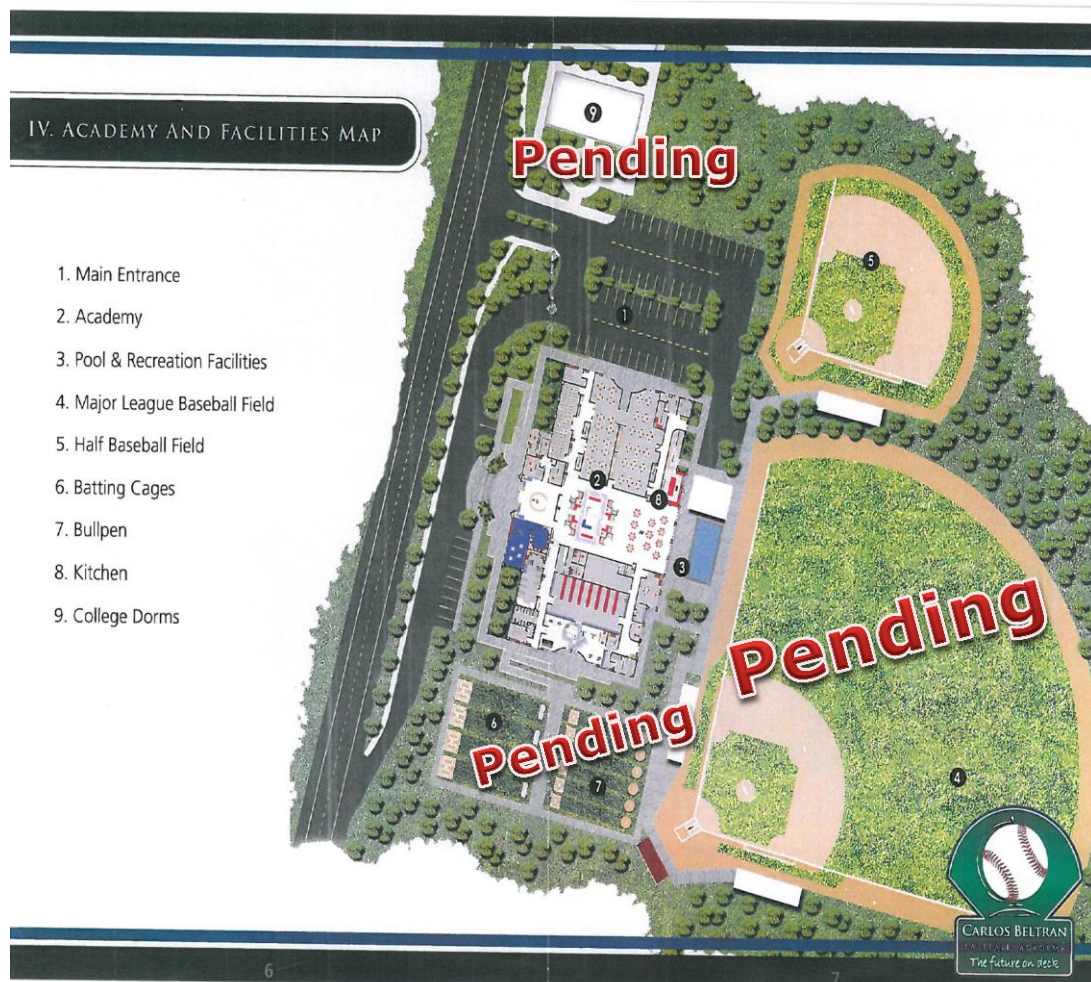 IV. ACADEMY AND FACILITIES MAP
1. Main Entrance
2. Academy
3. Pool & Recreation Facilities
4. Major League Baseball Field
5. Half Baseball Field
6. Batting Cages
7. Bullpen
8. Kitchen
9. College Dorms
9
Pending
5
1
2
8
3
Pending
6
Pending
7
4
CARLOS BELTRAN
BASEBALL ACADEMY
The future on deck
6
7